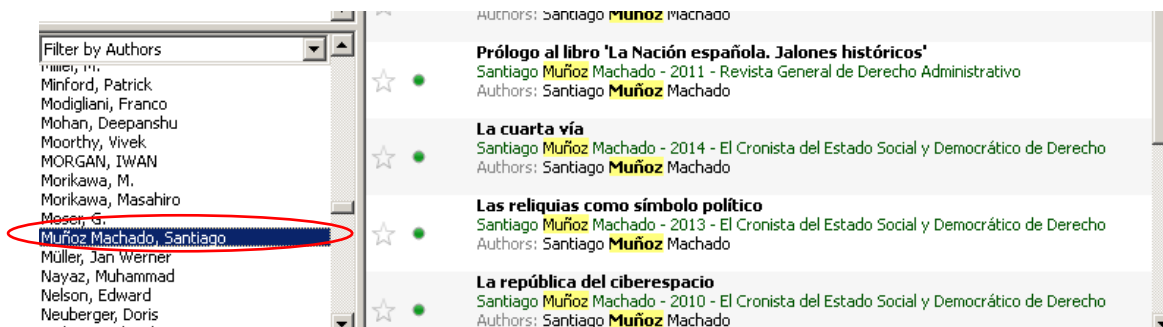 Filter by Authors
Miller, M.
Minford, Patrick
Modigliani, Franco
Mohan, Deepanshu
Moorthy, Vivek
MORGAN, IWAN
Morikawa, M.
Morikawa, Masahiro
Moser, G.
Muñoz Machado, Santiago
Müller, Jan Werner
Nayaz, Muhammad
Nelson, Edward
Neuberger, Doris
Authors: Santiago Muñoz Machado
Prólogo al libro 'La Nación española. Jalones históricos'
Santiago Muñoz Machado - 2011 - Revista General de Derecho Administrativo
Authors: Santiago Muñoz Machado
La cuarta vía
Santiago Muñoz Machado - 2014 - El Cronista del Estado Social y Democrático de Derecho
Authors: Santiago Muñoz Machado
Las reliquias como símbolo político
Santiago Muñoz Machado - 2013 - El Cronista del Estado Social y Democrático de Derecho
Authors: Santiago Muñoz Machado
La república del ciberespacio
Santiago Muñoz Machado - 2010 - El Cronista del Estado Social y Democrático de Derecho
Authors: Santiago Muñoz Machado